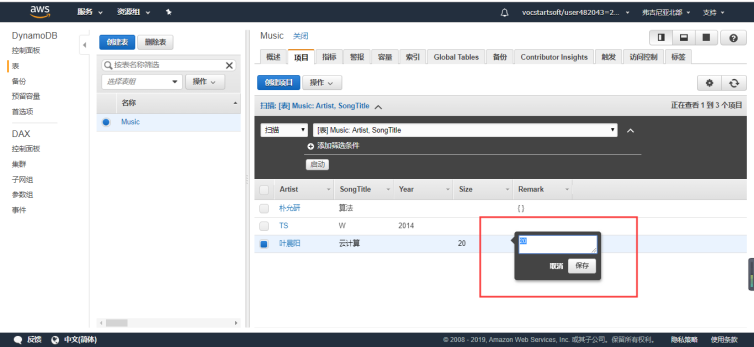 aws 服务 资源组 vocstartsoft/user482043=2... 弗吉尼亚北部 支持
DynamoDB
控制面板
表
备份
预留容量
首选项
DAX
控制面板
集群
子网组
参数组
事件
创建表 删除表
按表名称筛选
选择表组 操作
名称
Music
Music 关闭
概述 项目 指标 警报 容量 索引 Global Tables 备份 Contributor Insights 触发 访问控制 标签
创建项目 操作
扫描: [表] Music: Artist, SongTitle 正在查看 1 到 3 个项目
扫描 [表] Music: Artist, SongTitle
添加筛选条件
启动
Artist SongTitle Year Size Remark
朴允研 算法 { }
TS W 2014
叶晨阳 云计算 20
20
取消 保存
反馈 中文(简体) © 2008 - 2019, Amazon Web Services, Inc. 或其子公司。保留所有权利。 隐私策略 使用条款